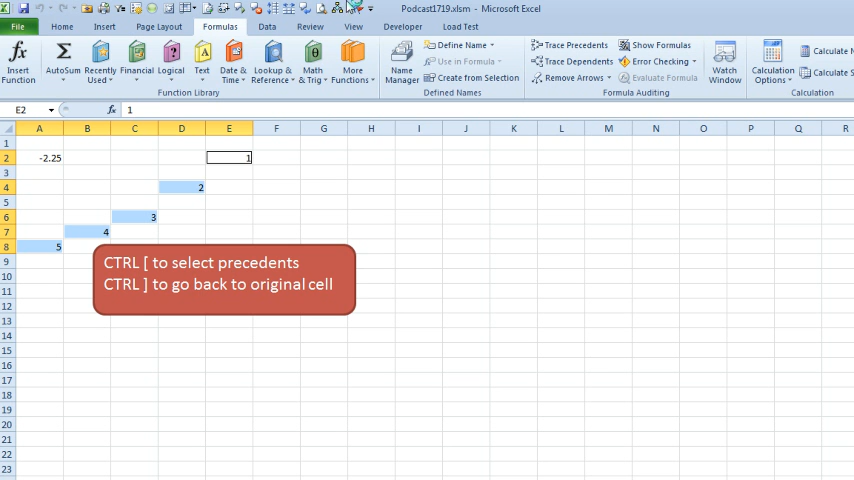 Podcast1719.xlsm - Microsoft Excel
File Home Insert Page Layout Formulas Data Review View Developer Load Test
Insert Function
AutoSum
Recently Used
Financial
Logical
Text
Date & Time
Lookup & Reference
Math & Trig
More Functions
Function Library
Name Manager
Define Name
Use in Formula
Create from Selection
Defined Names
Trace Precedents
Trace Dependents
Remove Arrows
Show Formulas
Error Checking
Evaluate Formula
Formula Auditing
Watch Window
Calculation Options
Calculate
Calculate
Calculation
E2 fx 1
A B C D E F G H I J K L M N O P Q R
1
2 -2.25 1
3
4 2
5
6 3
7 4
8 5
9
10
11
12
13
14
15
16
17
18
19
20
21
22
23
CTRL [ to select precedents
CTRL ] to go back to original cell